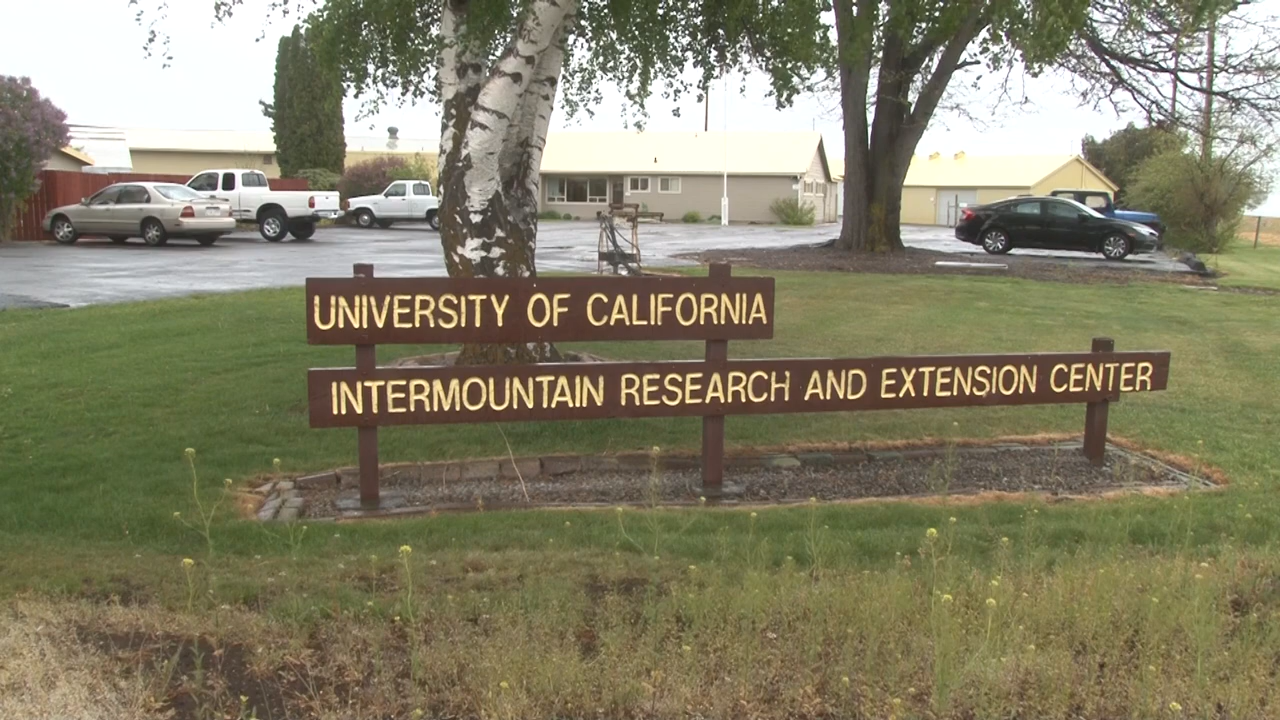 UNIVERSITY OF CALIFORNIA
INTERMOUNTAIN RESEARCH AND EXTENSION CENTER